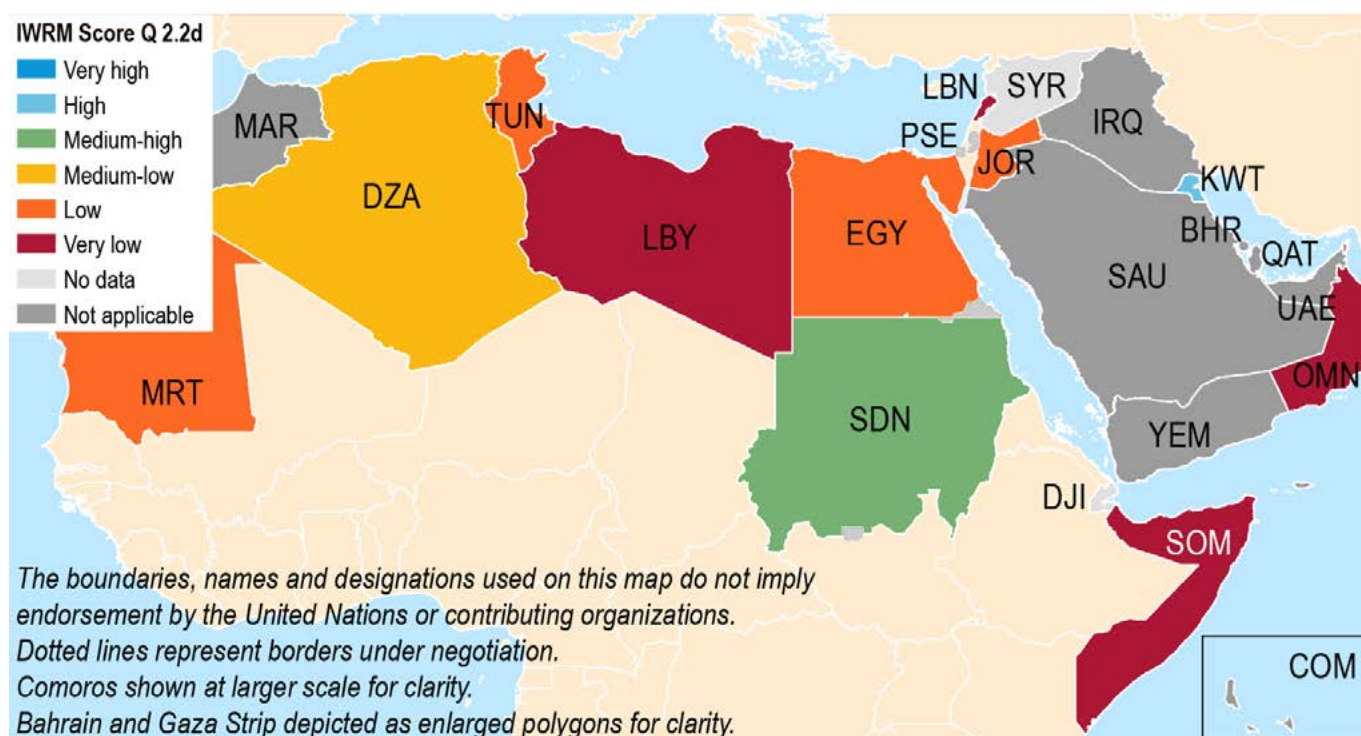 IWRM Score Q 2.2d
Very high
High
Medium-high
Medium-low
Low
Very low
No data
Not applicable
MAR
TUN
DZA
LBY
EGY
LBN
SYR
PSE
JOR
IRQ
KWT
BHR
QAT
SAU
UAE
OMN
YEM
MRT
SDN
DJI
SOM
COM
The boundaries, names and designations used on this map do not imply
endorsement by the United Nations or contributing organizations.
Dotted lines represent borders under negotiation.
Comoros shown at larger scale for clarity.
Bahrain and Gaza Strip depicted as enlarged polygons for clarity.